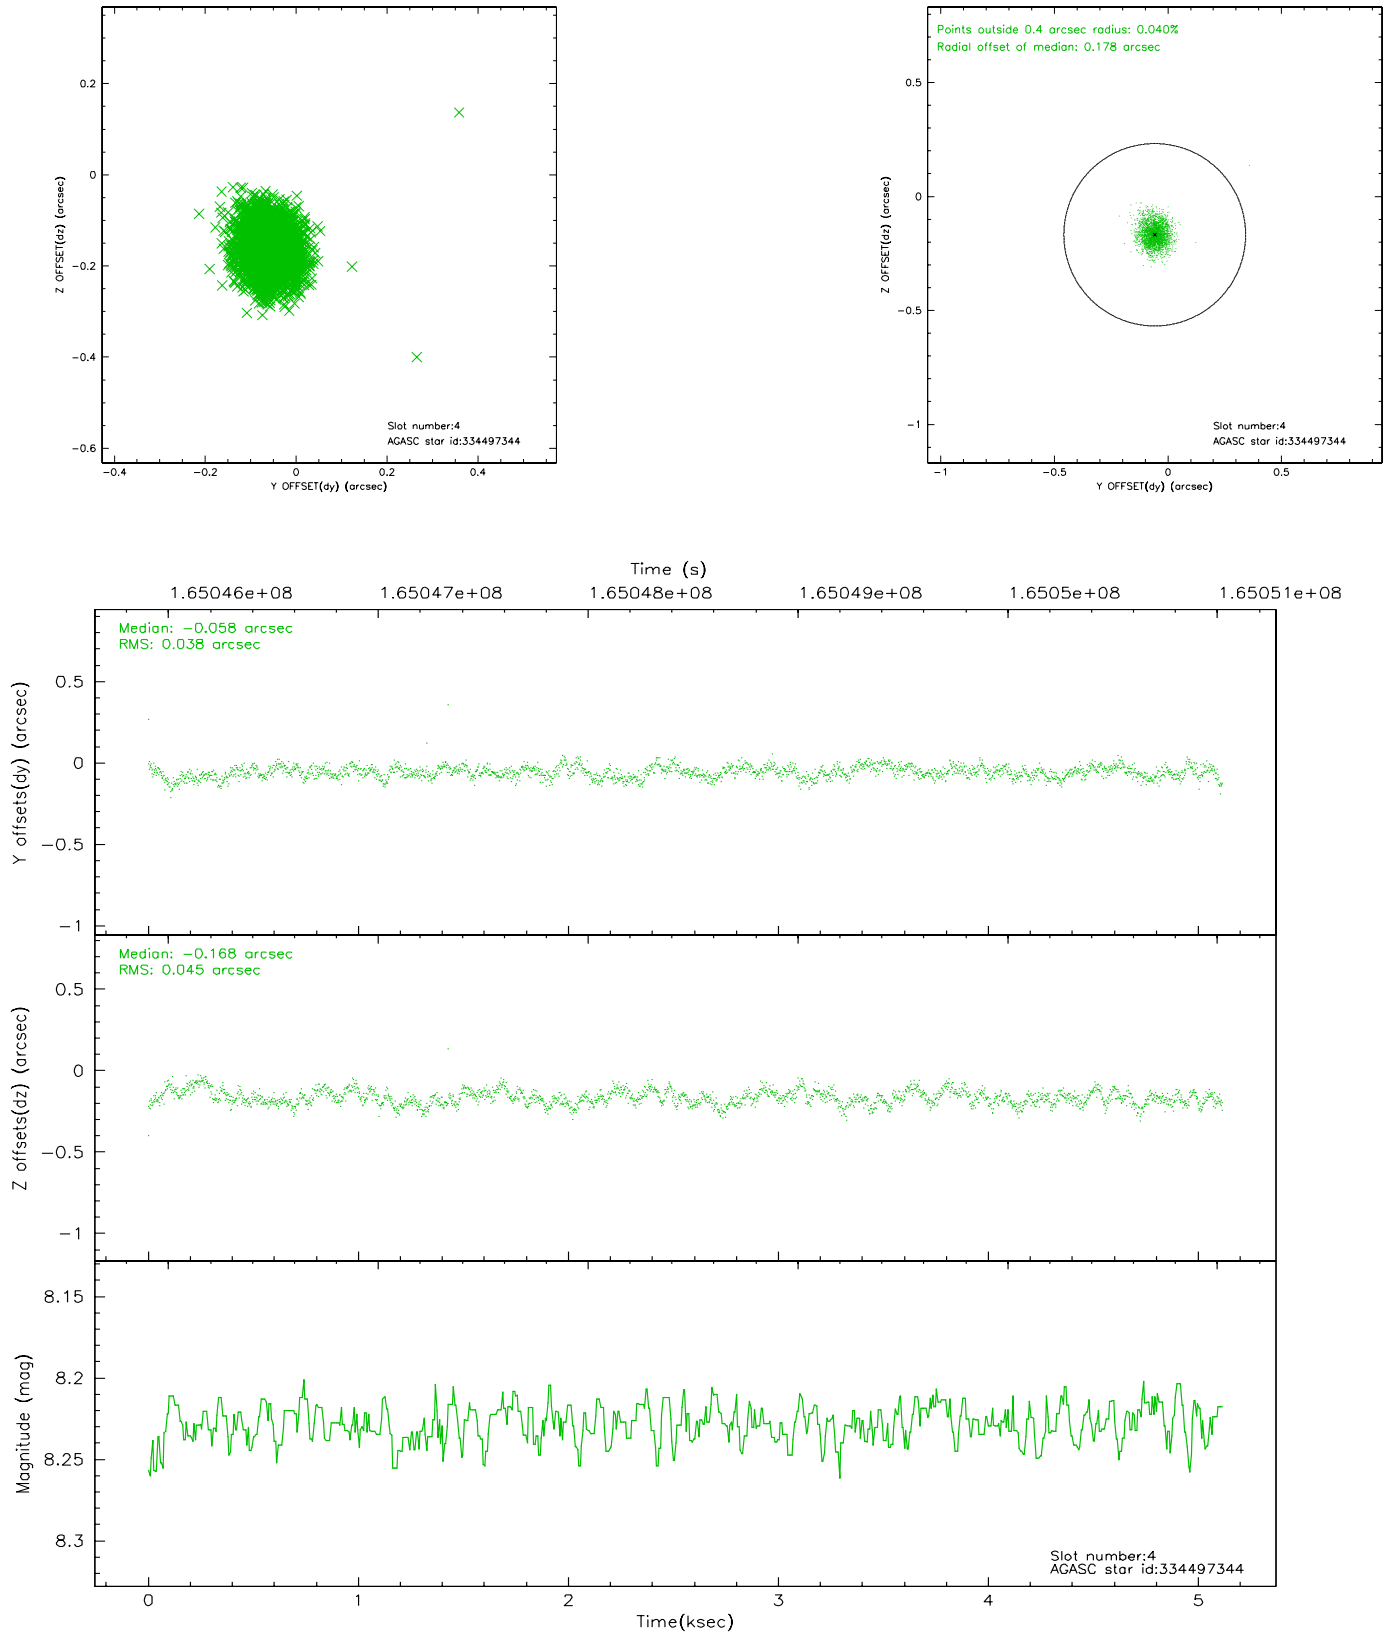 0.2
0
−0.2
−0.4
−0.6
Z OFFSET(dz) (arcsec)
Slot number:4
AGASC star id:334497344
−0.4 −0.2 0 0.2 0.4
Y OFFSET(dy) (arcsec)
Points outside 0.4 arcsec radius: 0.040%
Radial offset of median: 0.178 arcsec
0.5
0
−0.5
−1
Z OFFSET(dz) (arcsec)
Slot number:4
AGASC star id:334497344
−1 −0.5 0 0.5
Y OFFSET(dy) (arcsec)
Time (s)
1.65046e+08 1.65047e+08 1.65048e+08 1.65049e+08 1.6505e+08 1.65051e+08
Median: −0.058 arcsec
RMS: 0.038 arcsec
0.5
0
−0.5
−1
Y offsets(dy) (arcsec)
Median: −0.168 arcsec
RMS: 0.045 arcsec
0.5
0
−0.5
−1
Z offsets(dz) (arcsec)
8.15
8.2
8.25
8.3
Magnitude (mag)
Slot number:4
AGASC star id:334497344
0 1 2 3 4 5
Time(ksec)